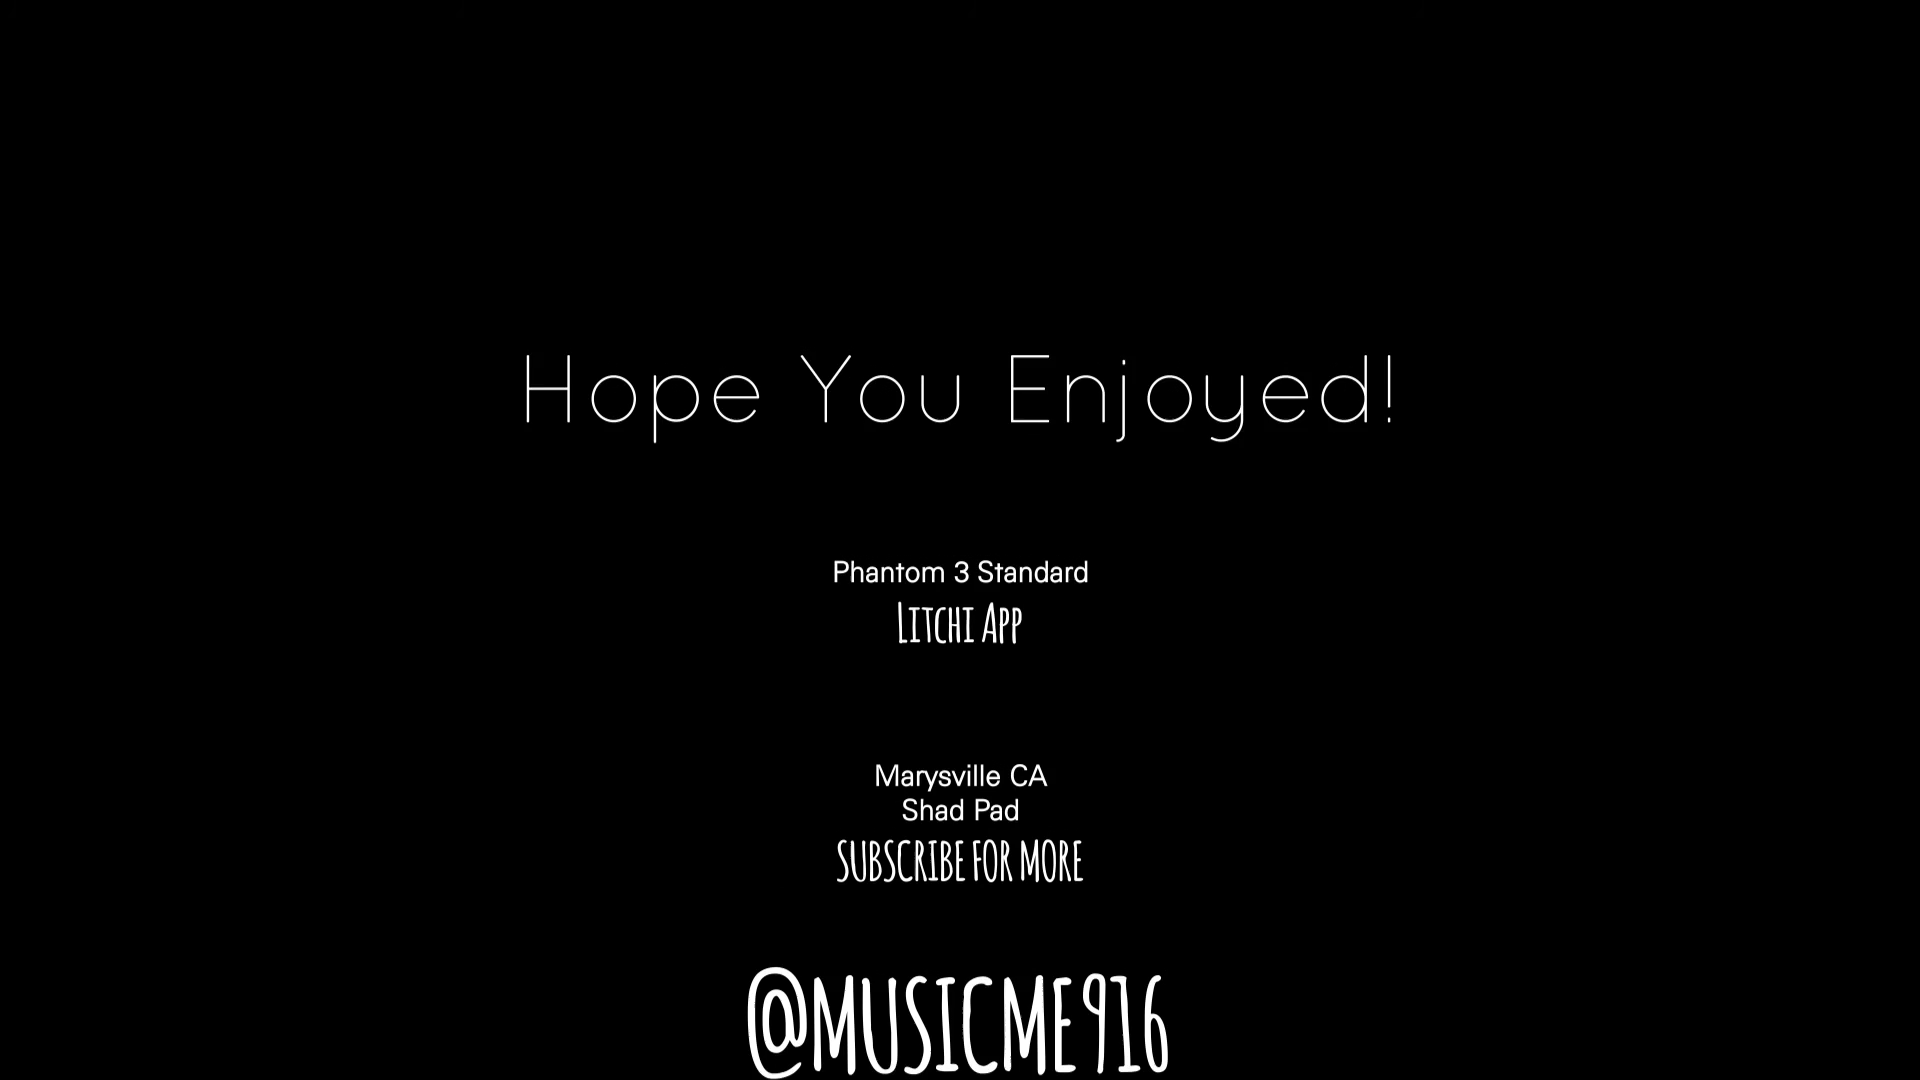 Hope You Enjoyed!
Phantom 3 Standard
Litchi App
Marysville CA
Shad Pad
SUBSCRIBE FOR MORE
@MUSICME916